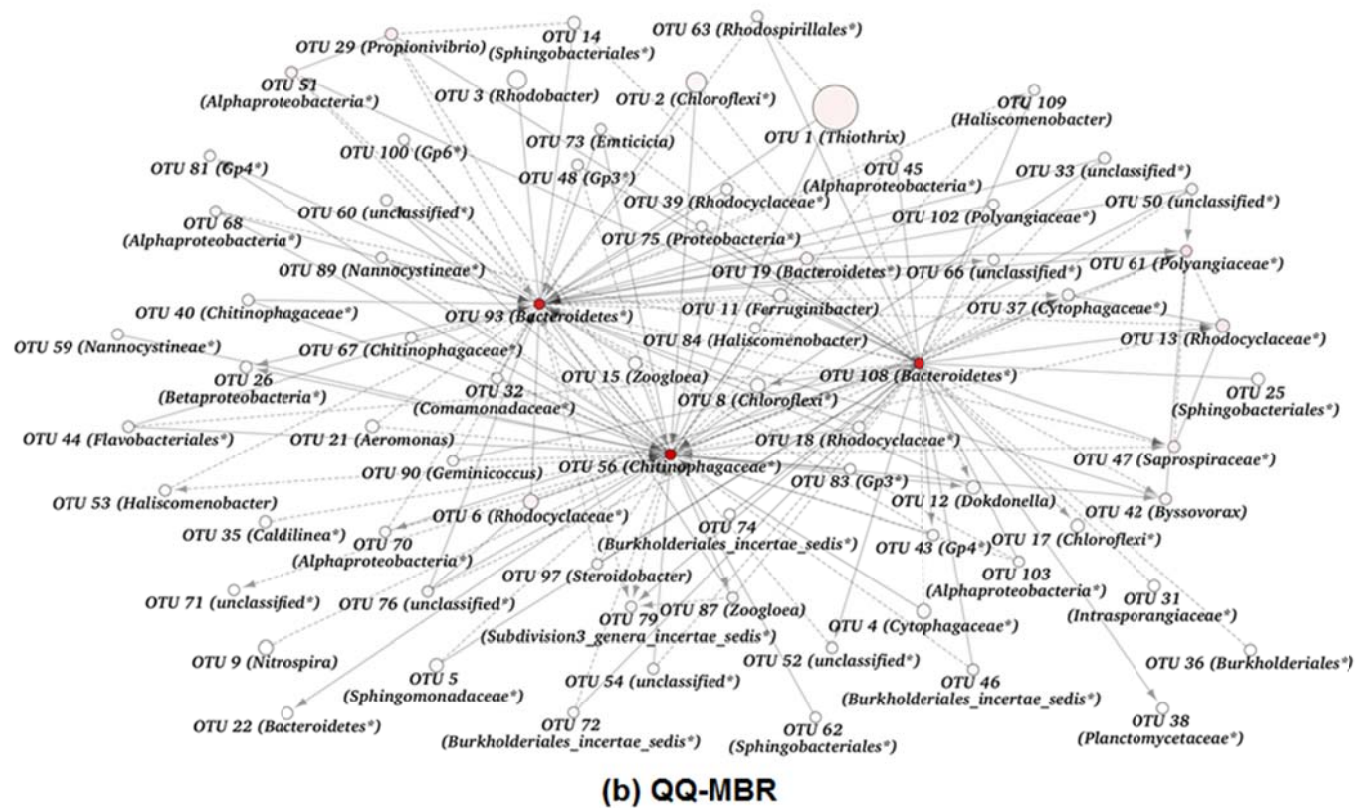 OTU 29 (Propionivibrio)
OTU 14
(Sphingobacteriales*)
OTU 63 (Rhodospirillales*)
OTU 51
(Alphaproteobacteria*)
OTU 3 (Rhodobacter)
OTU 2 (Chloroflexi*)
OTU 1 (Thiothrix)
OTU 109
(Haliscomenobacter)
OTU 100 (Gp6*)
OTU 73 (Emticicia)
OTU 81 (Gp4*)
OTU 48 (Gp3*)
OTU 45
(Alphaproteobacteria*)
OTU 33 (unclassified*)
OTU 60 (unclassified*)
OTU 39 (Rhodocyclaceae*)
OTU 102 (Polyangiaceae*)
OTU 50 (unclassified*)
OTU 68
(Alphaproteobacteria*)
OTU 75 (Proteobacteria*)
OTU 89 (Nannocystineae*)
OTU 19 (Bacteroidetes*)
OTU 66 (unclassified*)
OTU 61 (Polyangiaceae*)
OTU 40 (Chitinophagaceae*)
OTU 93 (Bacteroidetes*)
OTU 11 (Ferruginibacter)
OTU 37 (Cytophagaceae*)
OTU 59 (Nannocystineae*)
OTU 67 (Chitinophagaceae*)
OTU 84 (Haliscomenobacter)
OTU 13 (Rhodocyclaceae*)
OTU 26
(Betaproteobacteria*)
OTU 32
(Comamonadaceae*)
OTU 15 (Zoogloea)
OTU 108 (Bacteroidetes*)
OTU 8 (Chloroflexi*)
OTU 25
(Sphingobacteriales*)
OTU 44 (Flavobacteriales*)
OTU 21 (Aeromonas)
OTU 18 (Rhodocyclaceae*)
OTU 90 (Geminicoccus)
OTU 56 (Chitinophagaceae*)
OTU 47 (Saprospiraceae*)
OTU 83 (Gp3*)
OTU 53 (Haliscomenobacter)
OTU 12 (Dokdonella)
OTU 42 (Byssovorax)
OTU 6 (Rhodocyclaceae*)
OTU 35 (Caldilinea*)
OTU 70
(Alphaproteobacteria*)
OTU 74
(Burkholderiales_incertae_sedis*)
OTU 43 (Gp4*)
OTU 17 (Chloroflexi*)
OTU 97 (Steroidobacter)
OTU 103
(Alphaproteobacteria*)
OTU 71 (unclassified*)
OTU 76 (unclassified*)
OTU 79
(Subdivision3_genera_incertae_sedis*)
OTU 87 (Zoogloea)
OTU 4 (Cytophagaceae*)
OTU 31
(Intrasporangiaceae*)
OTU 9 (Nitrospira)
OTU 5
(Sphingomonadaceae*)
OTU 54 (unclassified*)
OTU 52 (unclassified*)
OTU 46
(Burkholderiales_incertae_sedis*)
OTU 36 (Burkholderiales*)
OTU 22 (Bacteroidetes*)
OTU 72
(Burkholderiales_incertae_sedis*)
OTU 62
(Sphingobacteriales*)
OTU 38
(Planctomycetaceae*)
(b) QQ-MBR